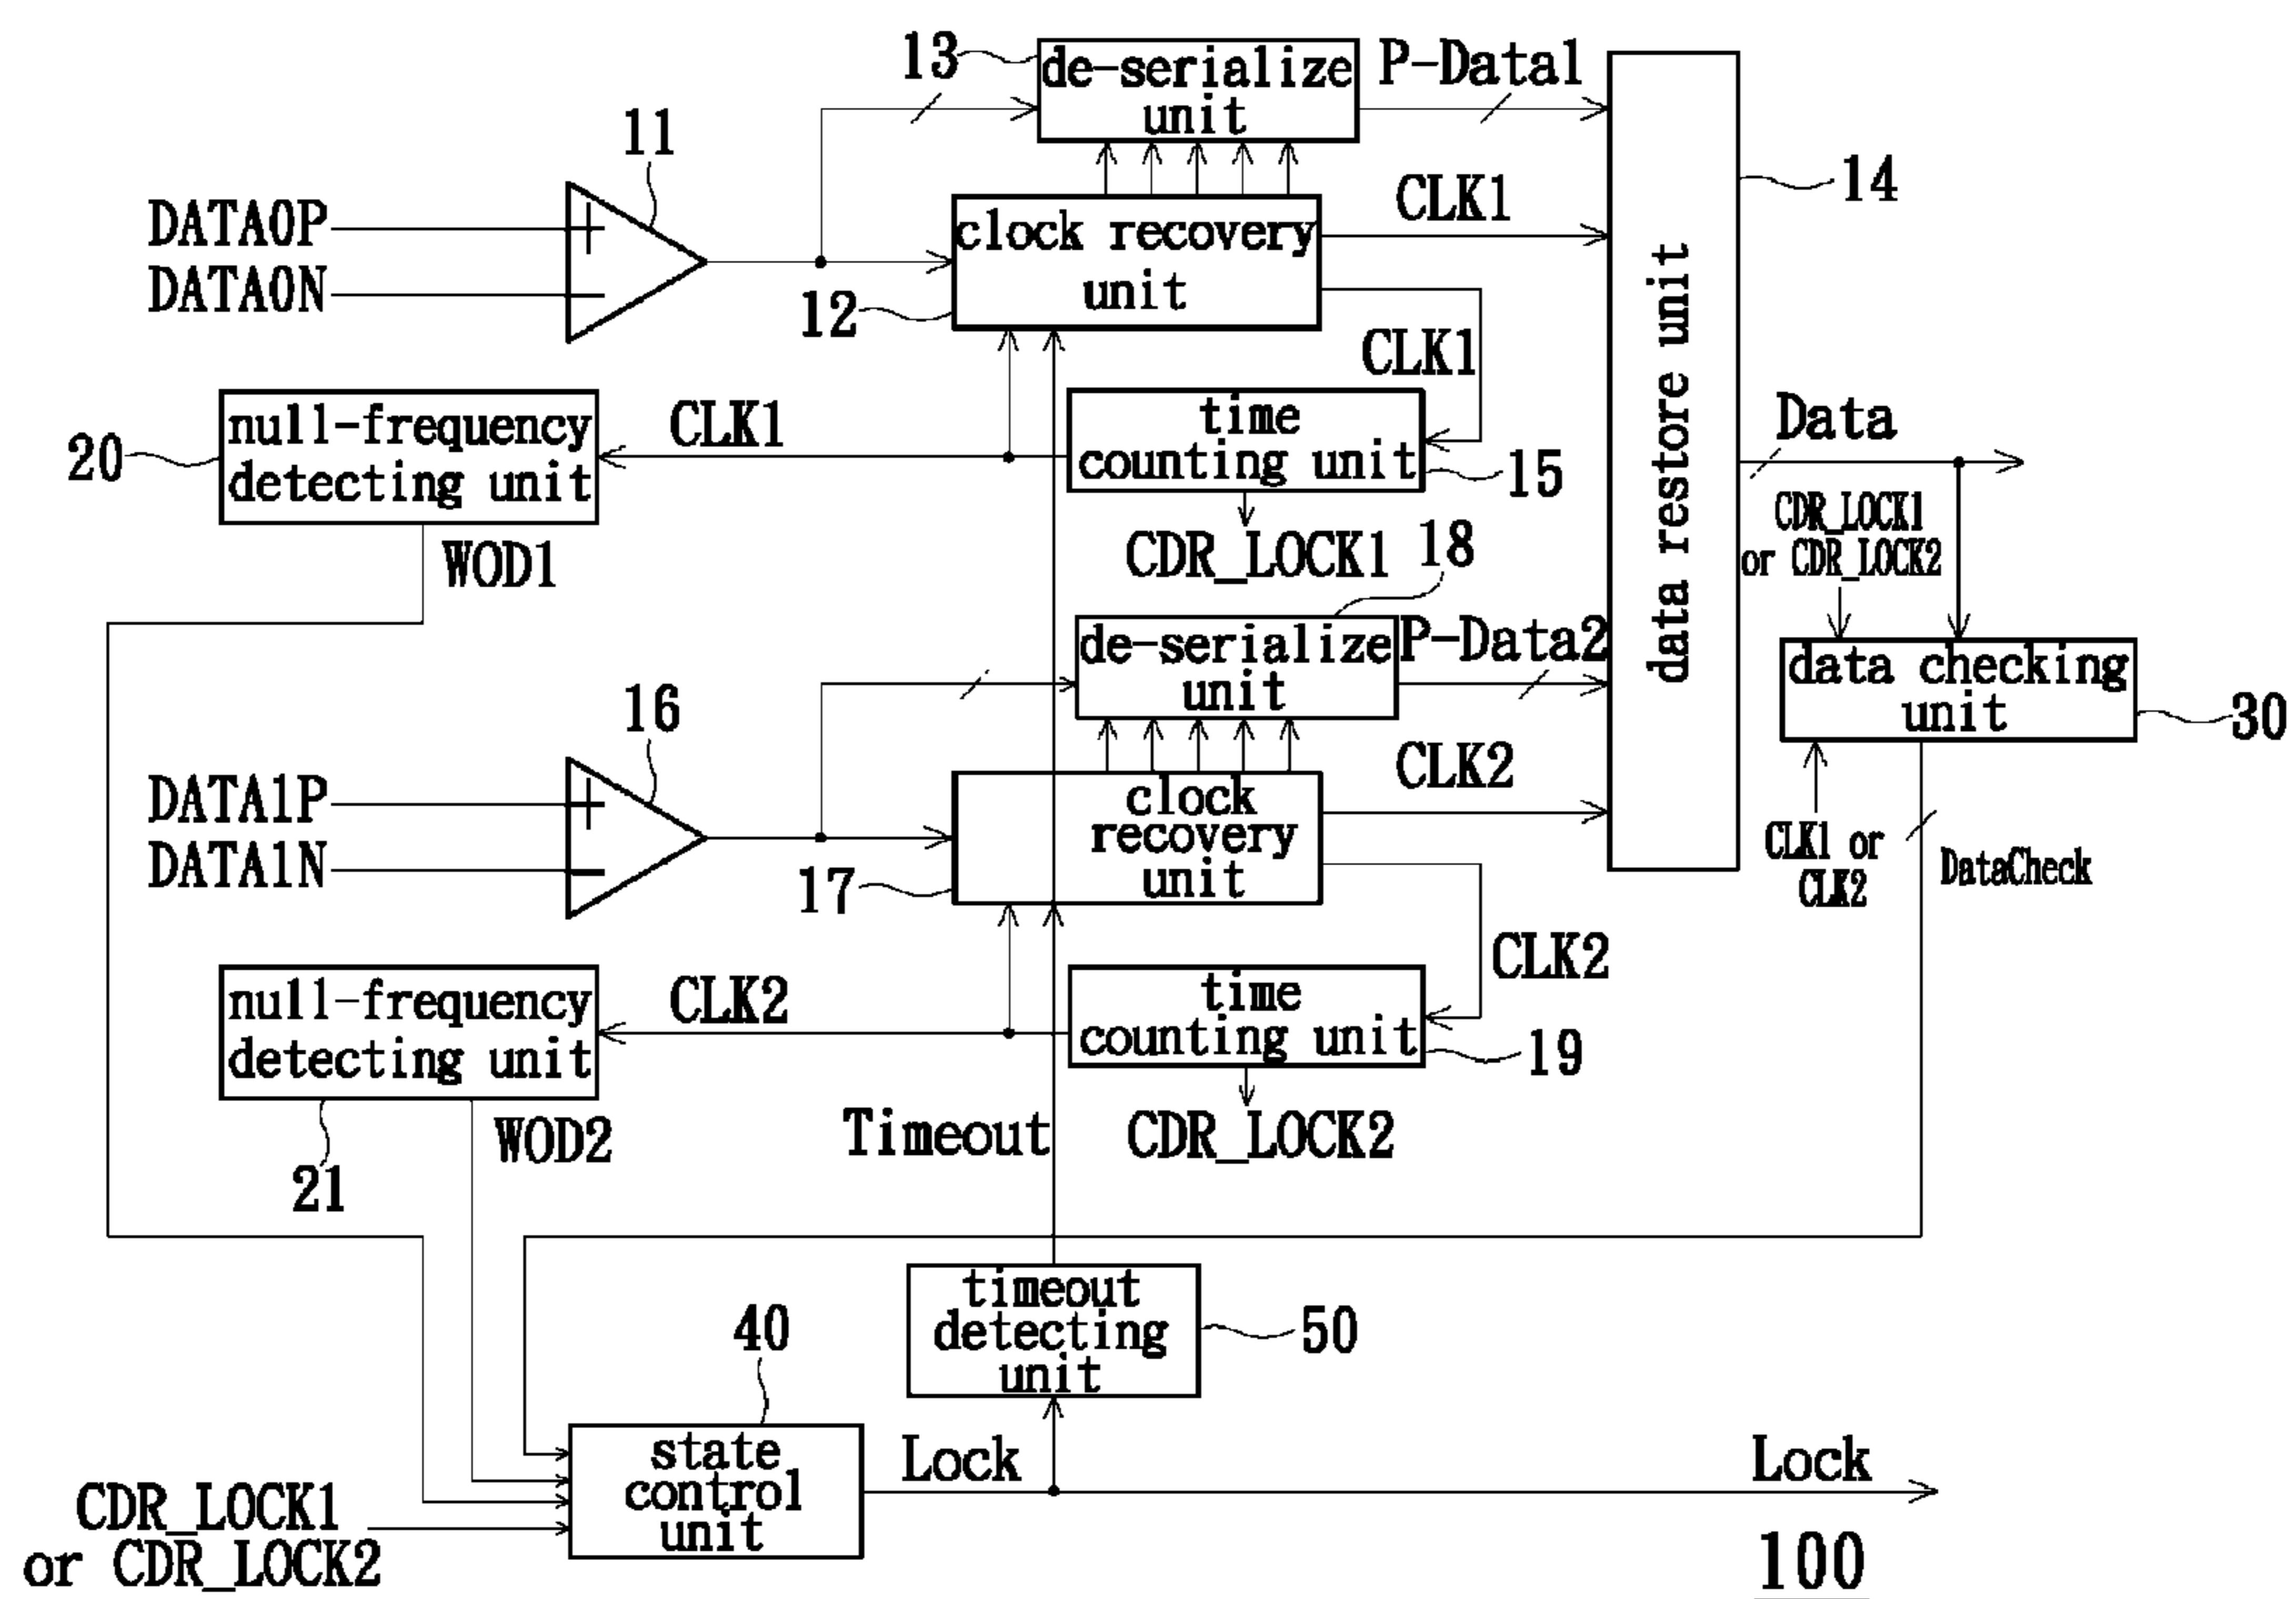 13
de-serialize
unit
P-Data1
11
14
DATA0P
DATA0N
+
−
clock recovery
unit
12
CLK1
CLK1
null-frequency
detecting unit
20
CLK1
time
counting unit
15
Data
CDR_LOCK1
or CDR_LOCK2
WOD1
CDR_LOCK1
18
data restore unit
de-serialize
unit
P-Data2
data checking
unit
30
16
DATA1P
DATA1N
+
−
clock
recovery
unit
17
CLK2
CLK1 or
CLK2
DataCheck
CLK2
null-frequency
detecting unit
21
CLK2
time
counting unit
19
WOD2
Timeout
CDR_LOCK2
timeout
detecting
unit
50
40
state
control
unit
Lock
Lock
CDR_LOCK1
or CDR_LOCK2
100